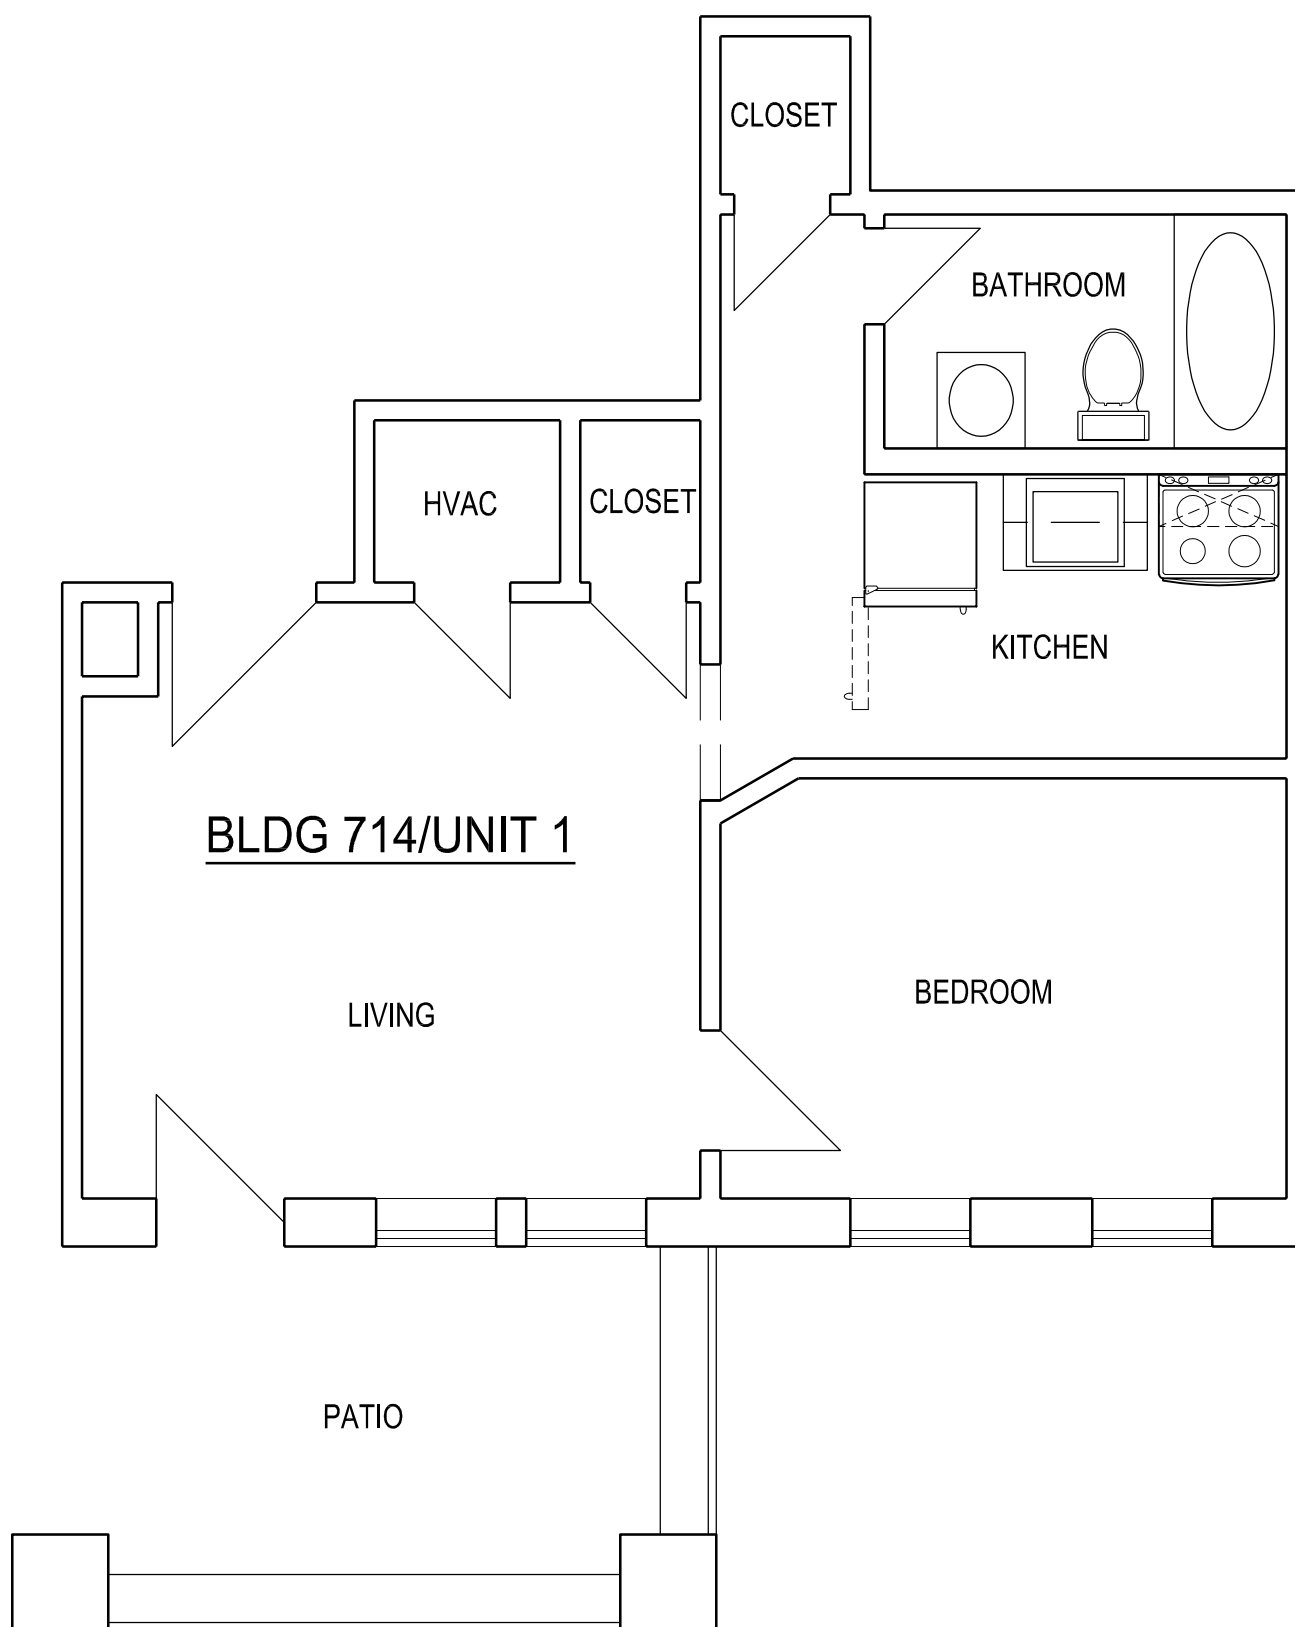 CLOSET
BATHROOM
HVAC
CLOSET
KITCHEN
BLDG 714/UNIT 1
BEDROOM
LIVING
PATIO